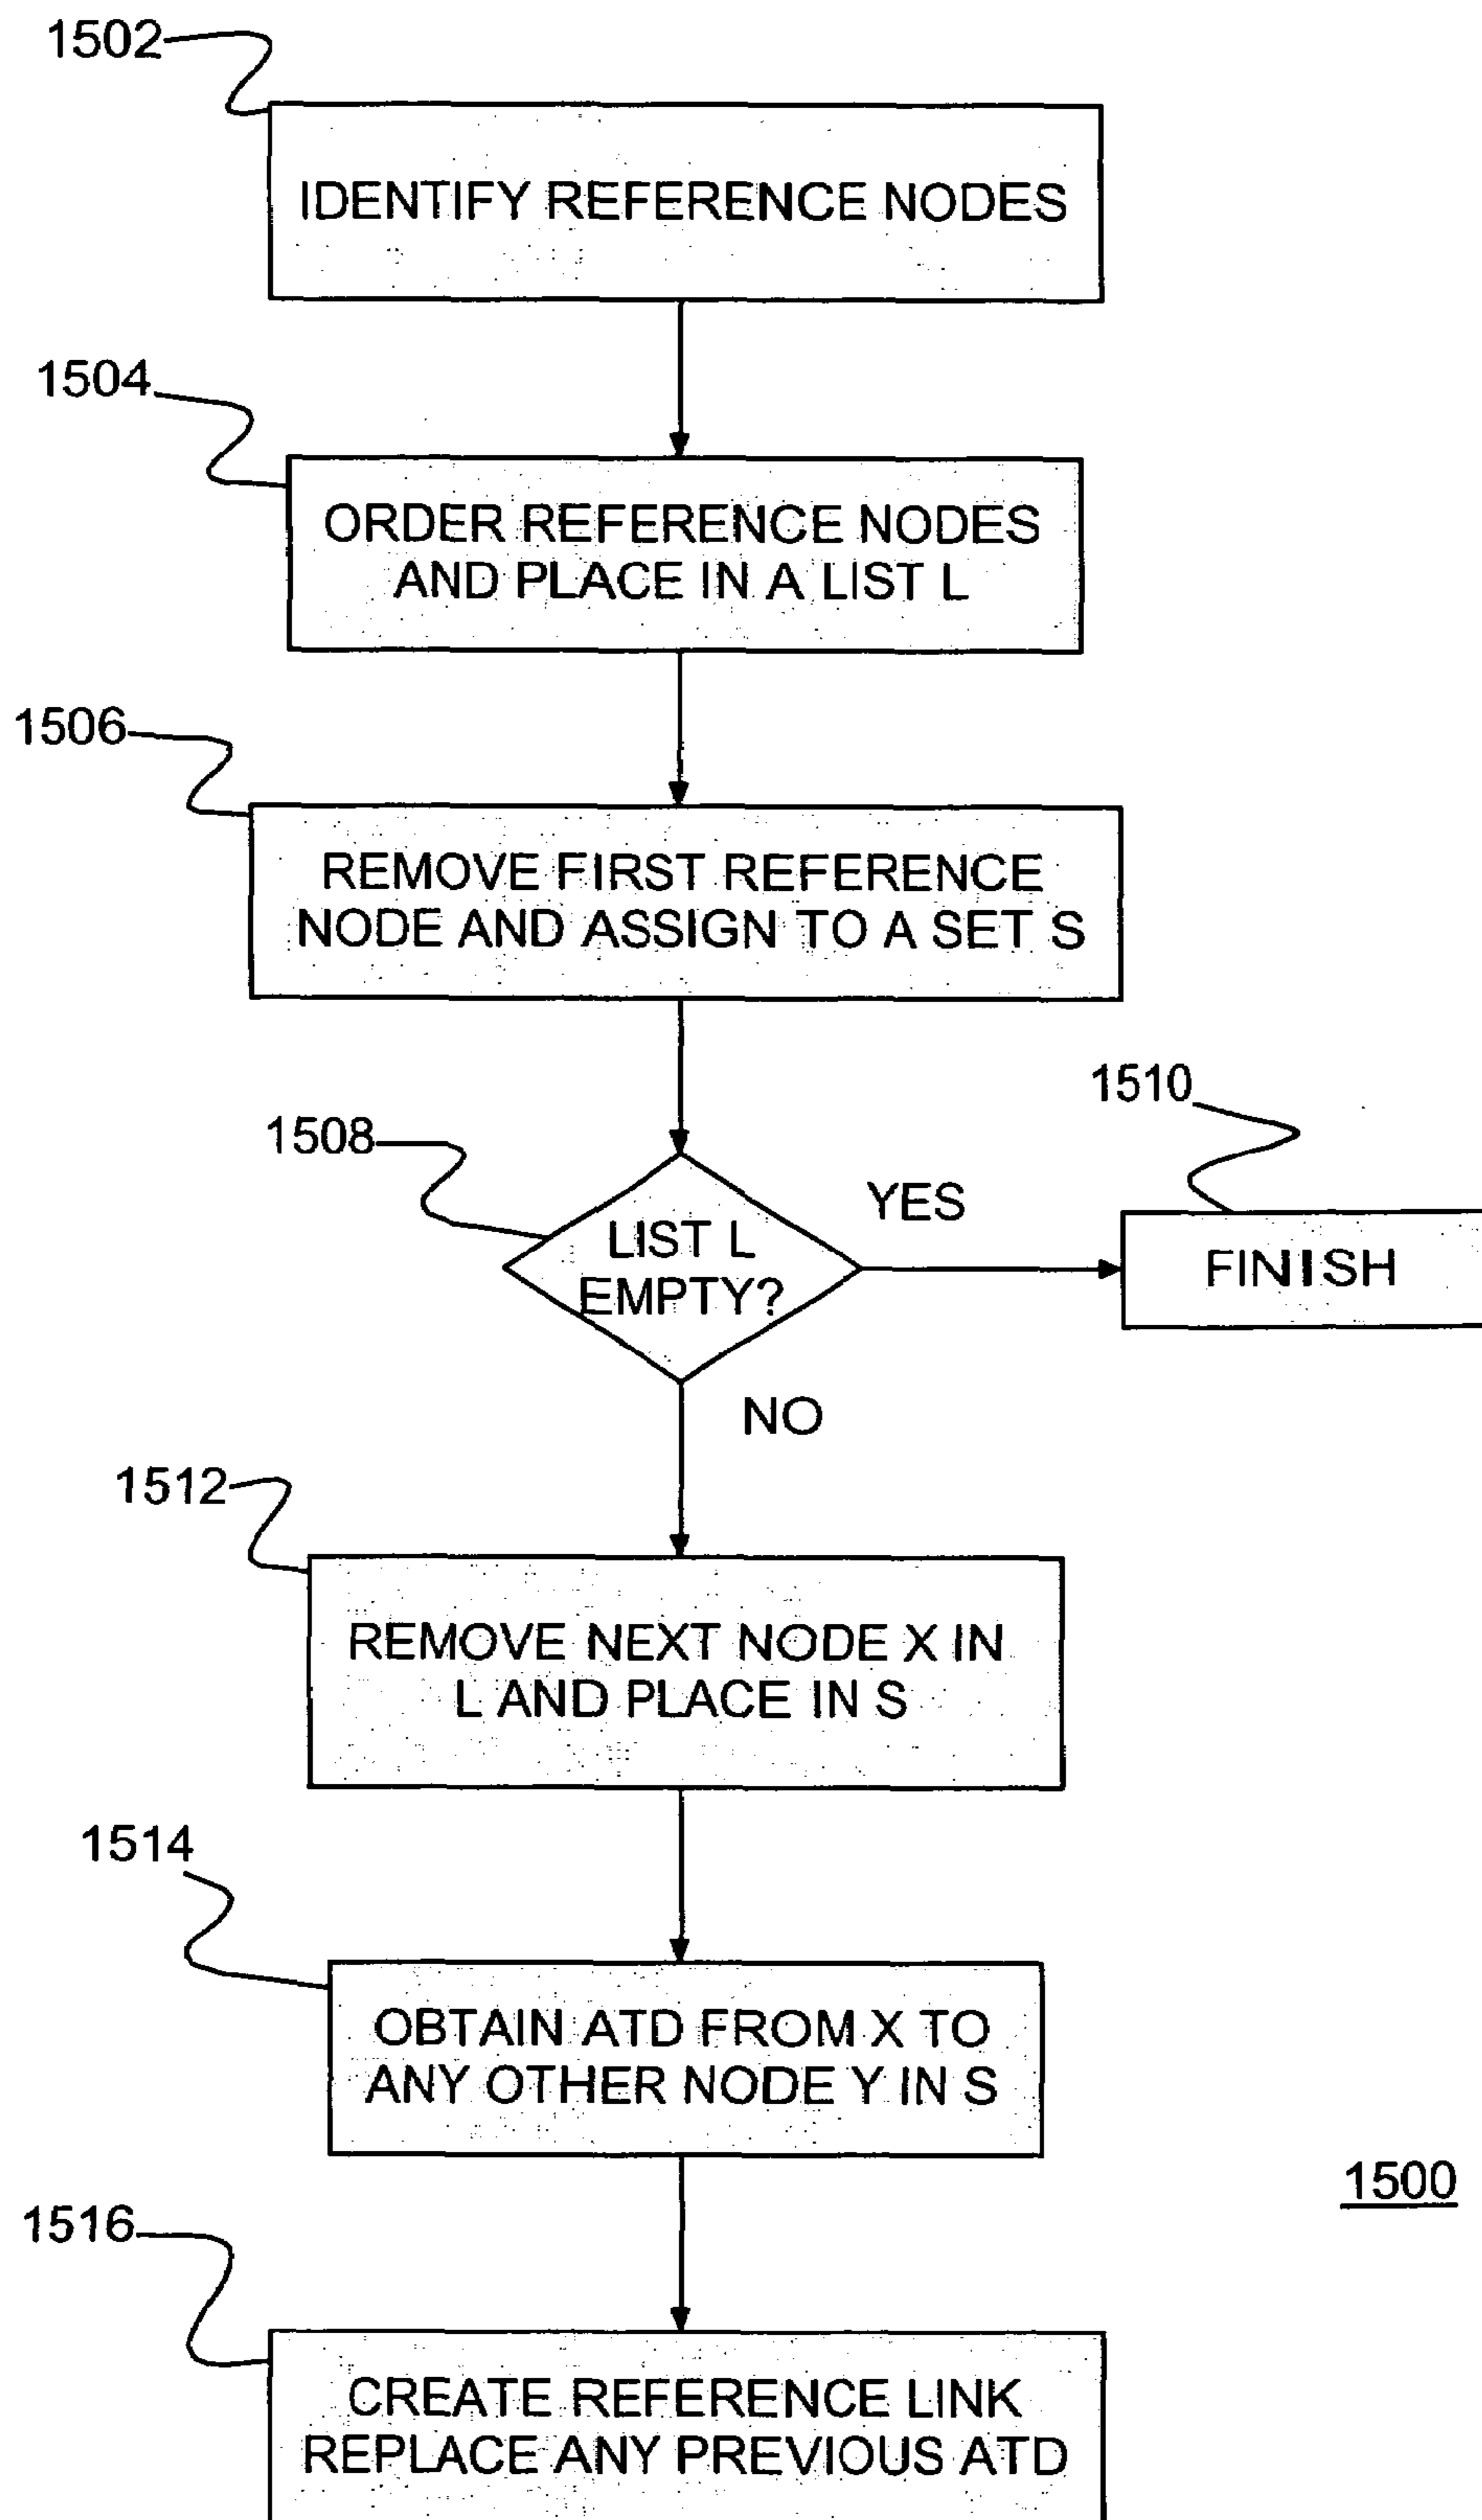 1502
IDENTIFY REFERENCE NODES
1504
ORDER REFERENCE NODES
AND PLACE IN A LIST L
1506
REMOVE FIRST REFERENCE
NODE AND ASSIGN TO A SET S
1508
LIST L
EMPTY?
YES
1510
FINISH
NO
1512
REMOVE NEXT NODE X IN
L AND PLACE IN S
1514
OBTAIN ATD FROM X TO
ANY OTHER NODE Y IN S
1500
1516
CREATE REFERENCE LINK
REPLACE ANY PREVIOUS ATD